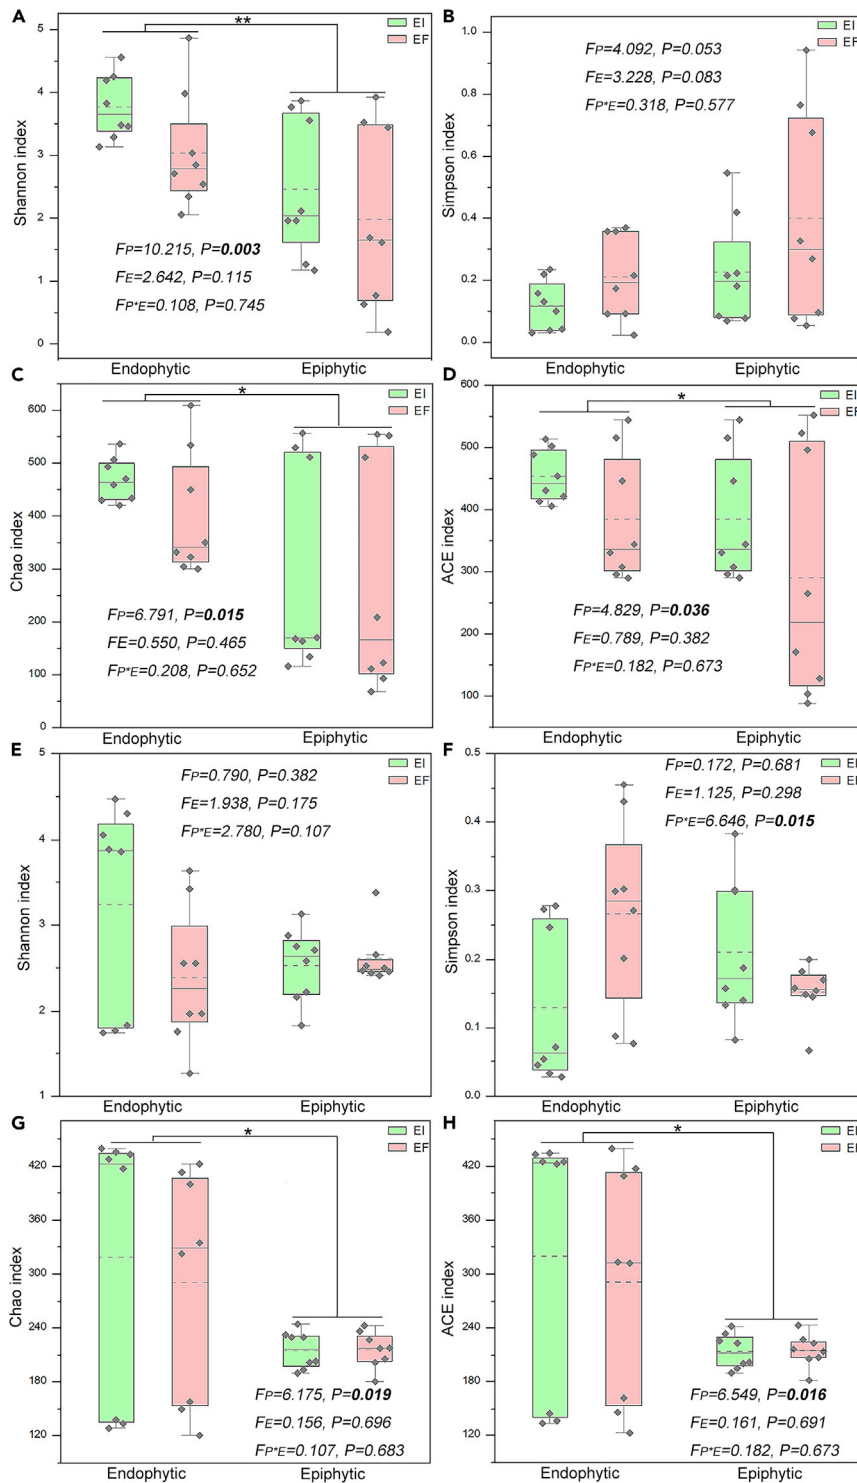 A
**
EI
EF
5
4
3
2
1
0
Shannon index
FP=10.215, P=0.003
FE=2.642, P=0.115
FP*E=0.108, P=0.745
Endophytic Epiphytic
B
EI
EF
1.0
0.8
0.6
0.4
0.2
0.0
Simpson index
FP=4.092, P=0.053
FE=3.228, P=0.083
FP*E=0.318, P=0.577
Endophytic Epiphytic
C
*
EI
EF
600
500
400
300
200
100
0
Chao index
FP=6.791, P=0.015
FE=0.550, P=0.465
FP*E=0.208, P=0.652
Endophytic Epiphytic
D
*
EI
EF
600
500
400
300
200
100
ACE index
FP=4.829, P=0.036
FE=0.789, P=0.382
FP*E=0.182, P=0.673
Endophytic Epiphytic
E
EI
EF
5
4
3
2
1
Shannon index
FP=0.790, P=0.382
FE=1.938, P=0.175
FP*E=2.780, P=0.107
Endophytic Epiphytic
F
EI
EF
0.5
0.4
0.3
0.2
0.1
0.0
Simpson index
FP=0.172, P=0.681
FE=1.125, P=0.298
FP*E=6.646, P=0.015
Endophytic Epiphytic
G
*
EI
EF
420
360
300
240
180
120
Chao index
FP=6.175, P=0.019
FE=0.156, P=0.696
FP*E=0.107, P=0.683
Endophytic Epiphytic
H
*
420
360
300
240
180
120
ACE index
FP=6.549, P=0.016
FE=0.161, P=0.691
FP*E=0.182, P=0.673
Endophytic Epiphytic